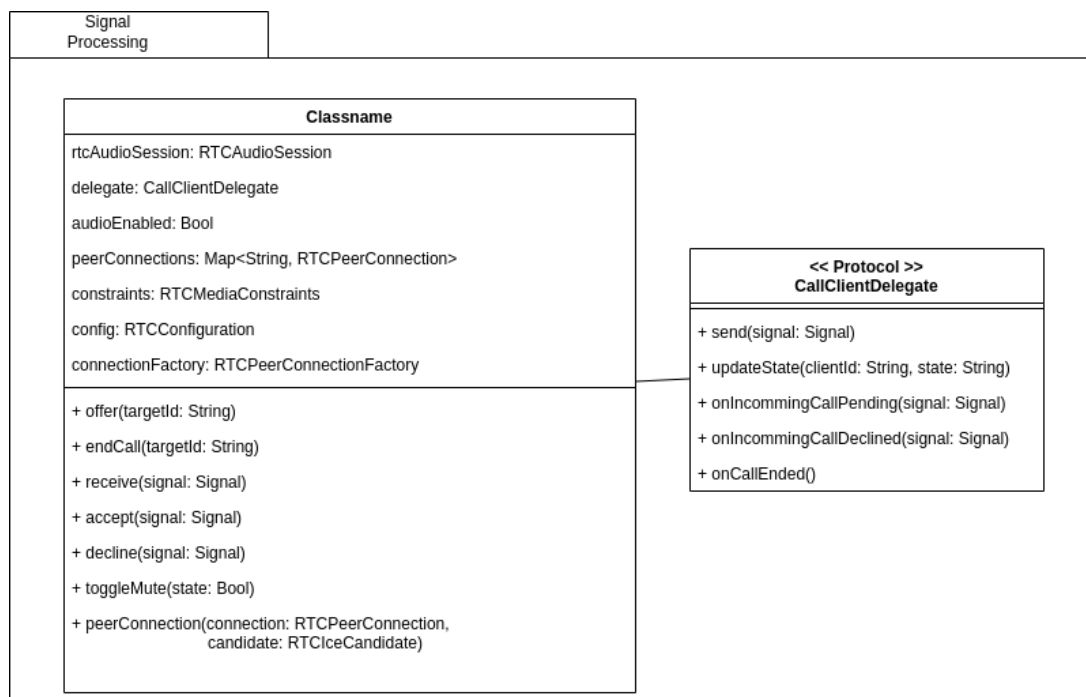 Signal
Processing
Classname
rtcAudioSession: RTCAudioSession
delegate: CallClientDelegate
audioEnabled: Bool
peerConnections: Map<String, RTCPeerConnection>
constraints: RTCMediaConstraints
config: RTCConfiguration
connectionFactory: RTCPeerConnectionFactory
+ offer(targetId: String)
+ endCall(targetId: String)
+ receive(signal: Signal)
+ accept(signal: Signal)
+ decline(signal: Signal)
+ toggleMute(state: Bool)
+ peerConnection(connection: RTCPeerConnection,
candidate: RTCIceCandidate)
<< Protocol >>
CallClientDelegate
+ send(signal: Signal)
+ updateState(clientId: String, state: String)
+ onIncommingCallPending(signal: Signal)
+ onIncommingCallDeclined(signal: Signal)
+ onCallEnded()